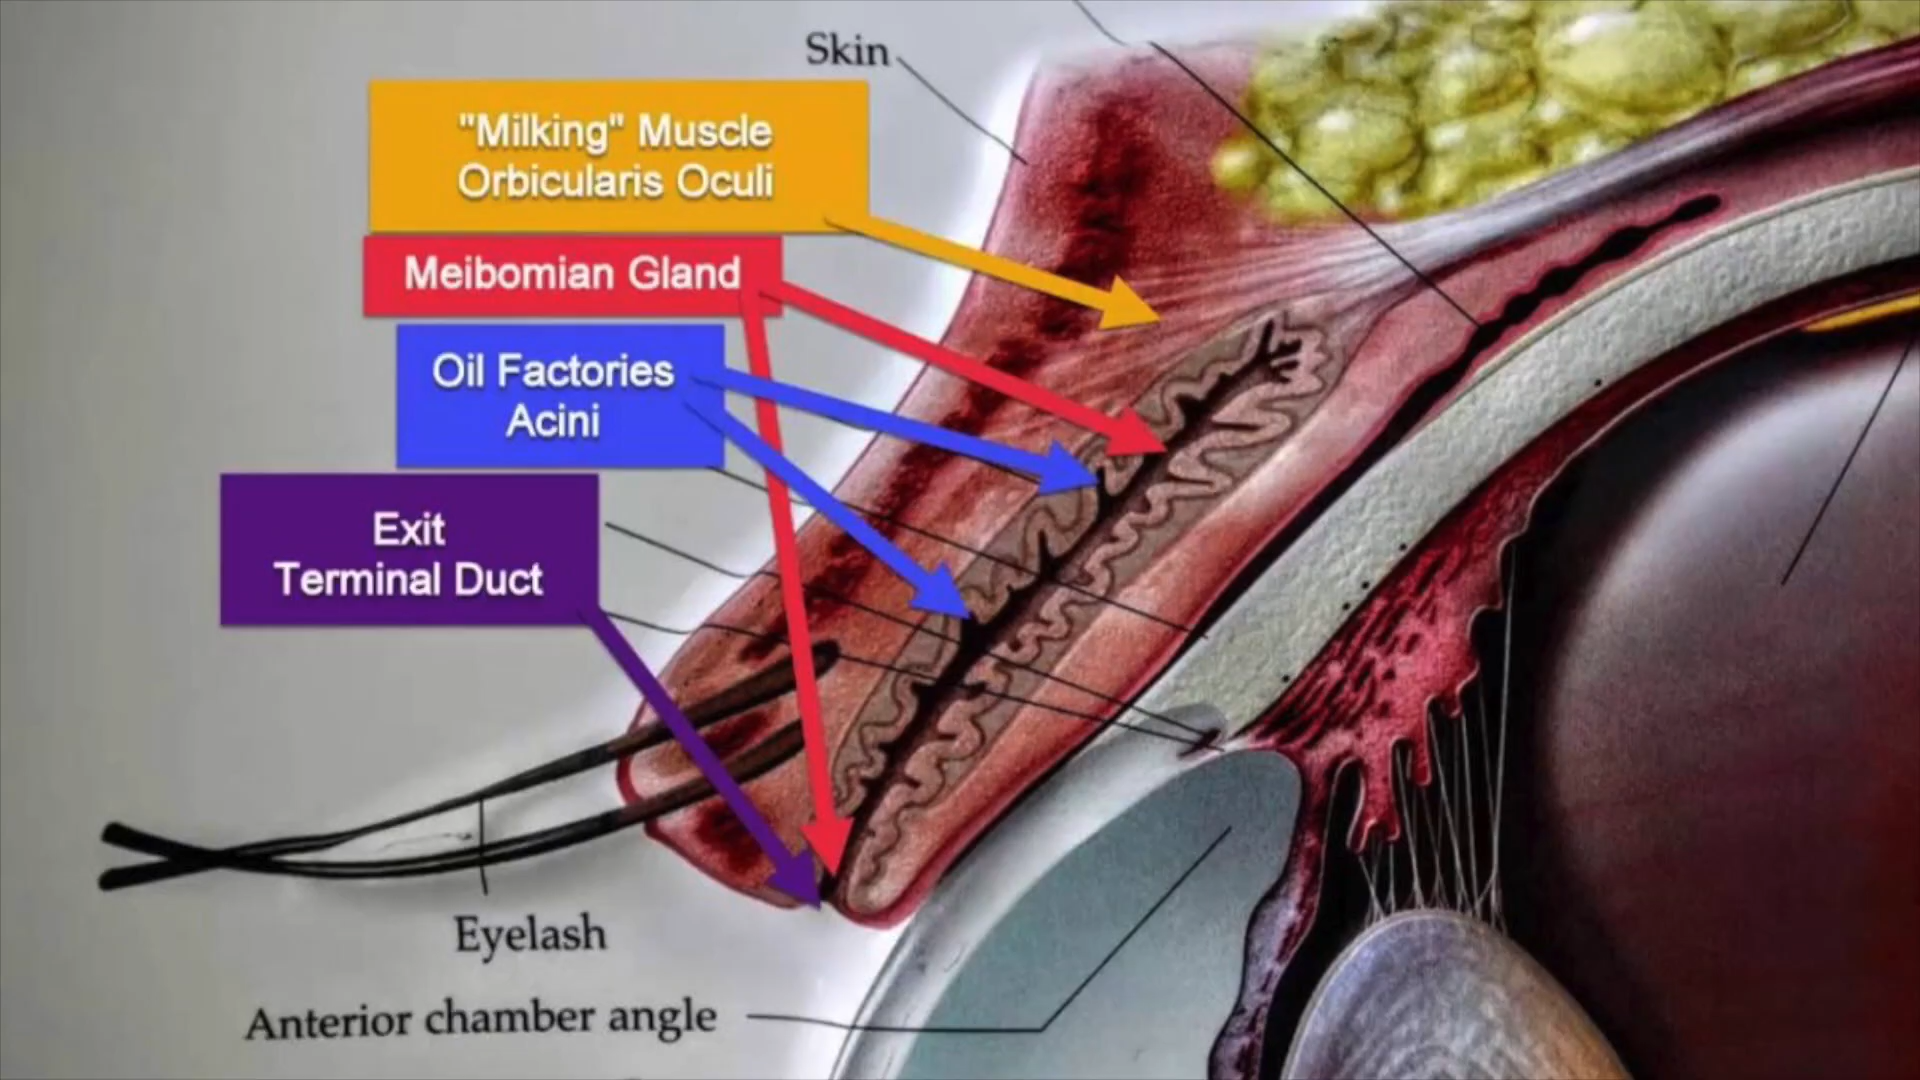 Skin
"Milking" Muscle
Orbicularis Oculi
Meibomian Gland
Oil Factories
Acini
Exit
Terminal Duct
Eyelash
Anterior chamber angle